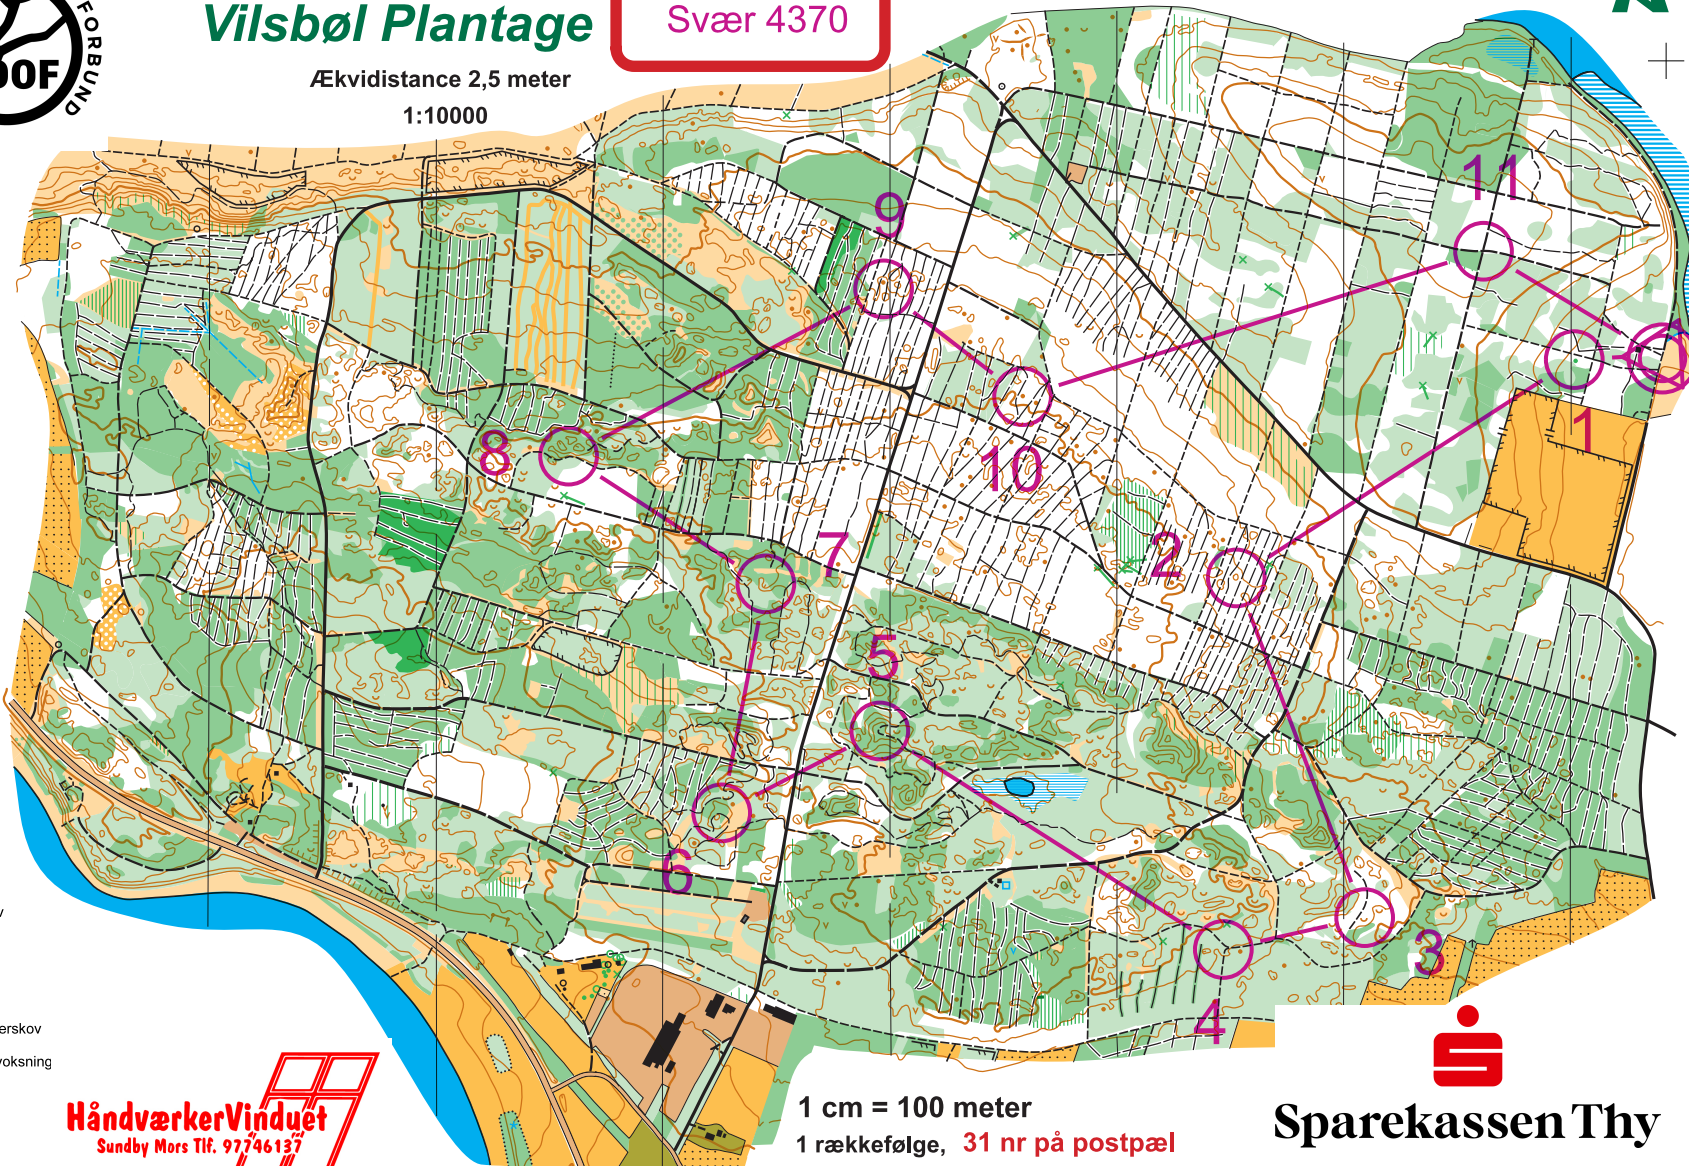 FORBUND
DOF
Vilsbøl Plantage
Svær 4370
Ækvidistance 2,5 meter
1:10000
11
9
8
10
1
7
2
5
6
3
4
erskov
voksning
HåndværkerVinduet
Sundby Mors Tlf. 97746137
1 cm = 100 meter
1 rækkefølge, 31 nr på postpæl
Sparekassen Thy